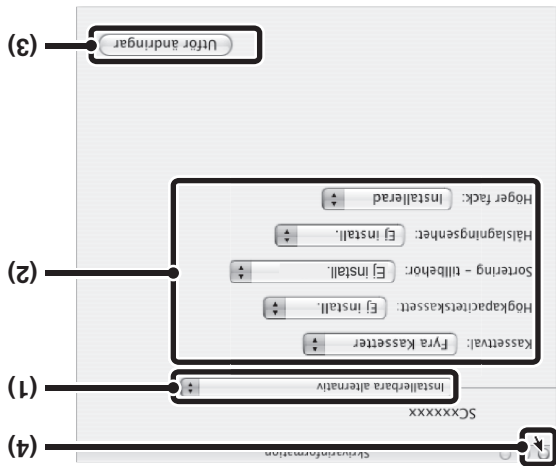 Skrivarinformation
(4)
SCxxxxxx
Installerbara alternativ
(1)
Kassettval: Fyra Kassetter
Högkapacitetskassett: Ej install.
Sortering - tillbehör: Ej install.
Hålslagningsenhet: Ej install.
Höger fack: Installerad
(2)
Utför ändringar
(3)